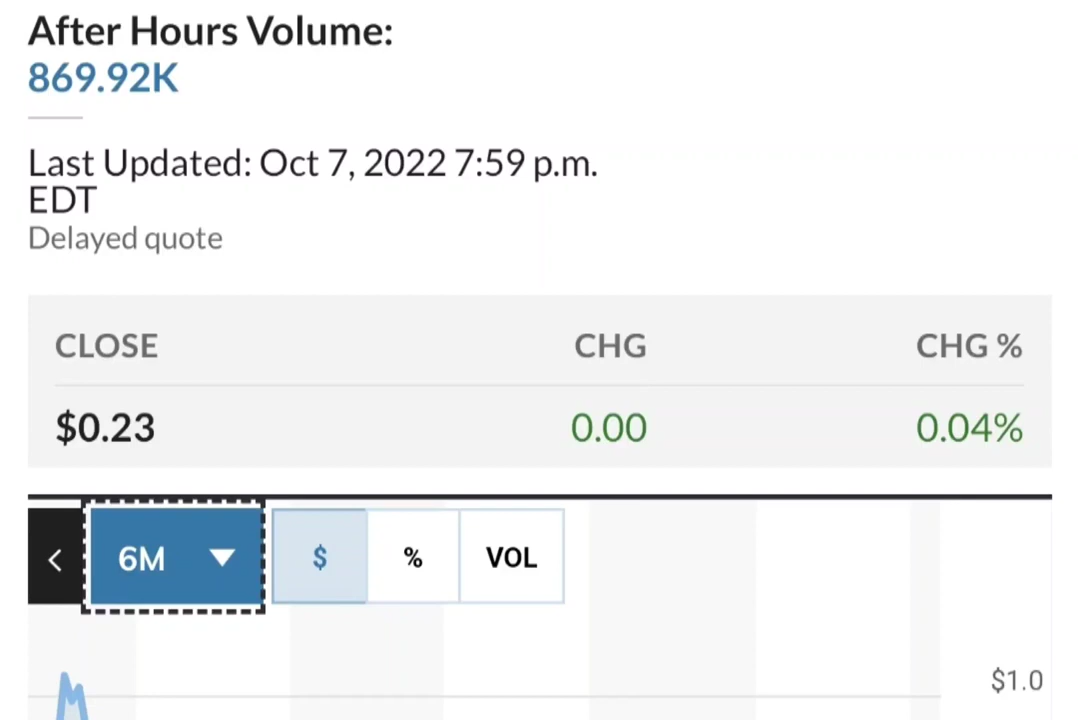 After Hours Volume:
869.92K
Last Updated: Oct 7, 2022 7:59 p.m.
EDT
Delayed quote
CLOSE CHG CHG %
$0.23 0.00 0.04%
6M $ % VOL
$1.0